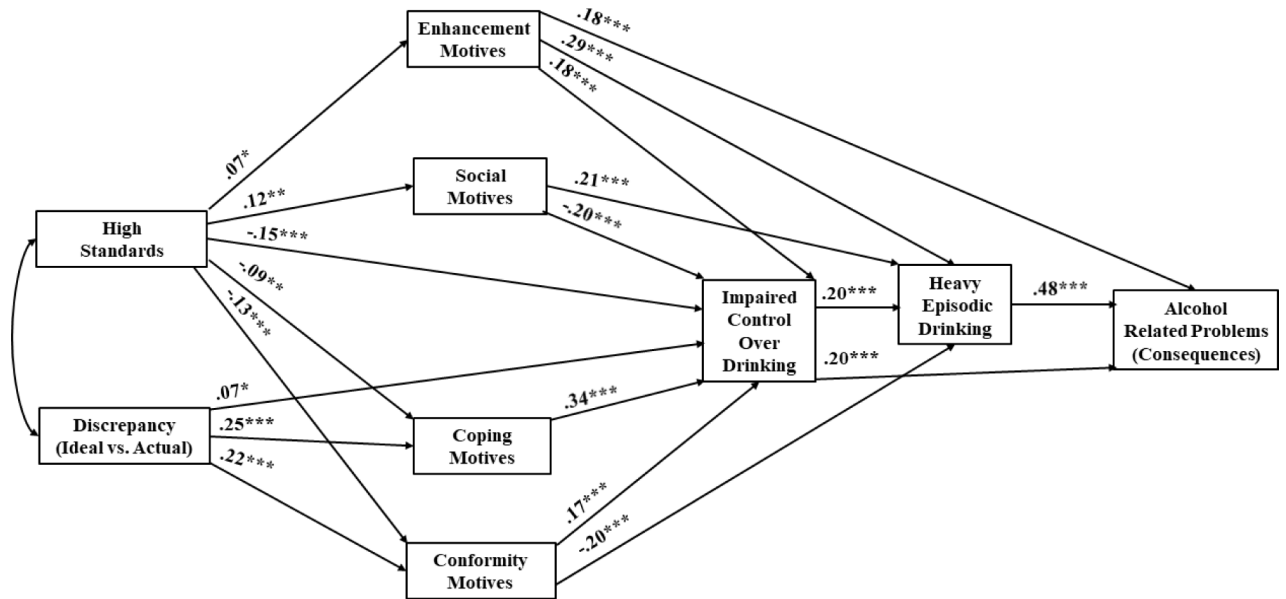 Enhancement
Motives
.18***
.29***
.18***
.07*
Social
Motives
.12**
.21***
-.20***
High
Standards
-.15***
-.09**
-.13***
Impaired
Control
Over
Drinking
.20***
Heavy
Episodic
Drinking
.48***
Alcohol
Related Problems
(Consequences)
.20***
Discrepancy
(Ideal vs. Actual)
.07*
.25***
.22***
.34***
Coping
Motives
.17***
-.20***
Conformity
Motives